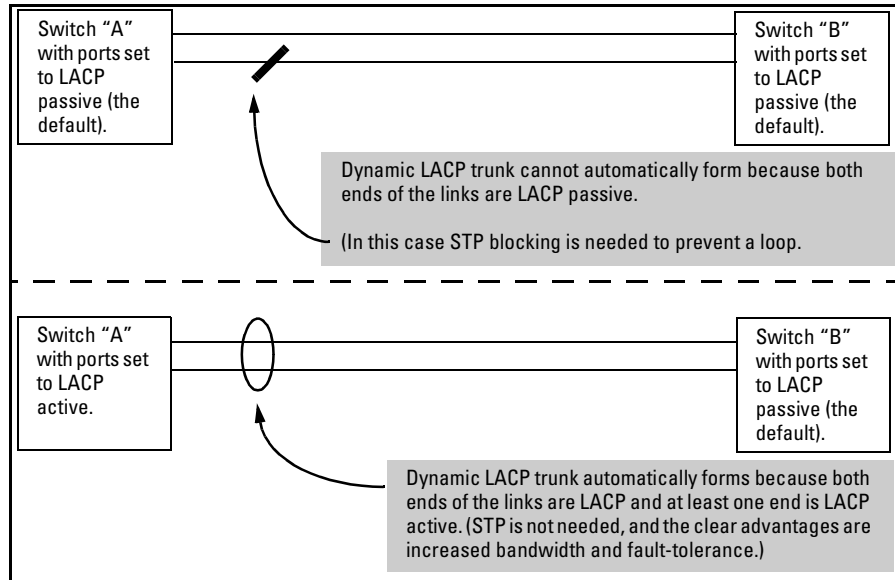 Switch “A”
with ports set
to LACP
passive (the
default).
Switch “B”
with ports set
to LACP
passive (the
default).
Dynamic LACP trunk cannot automatically form because both
ends of the links are LACP passive.
(In this case STP blocking is needed to prevent a loop.
Switch “A”
with ports set
to LACP
active.
Switch “B”
with ports set
to LACP
passive (the
default).
Dynamic LACP trunk automatically forms because both
ends of the links are LACP and at least one end is LACP
active. (STP is not needed, and the clear advantages are
increased bandwidth and fault-tolerance.)